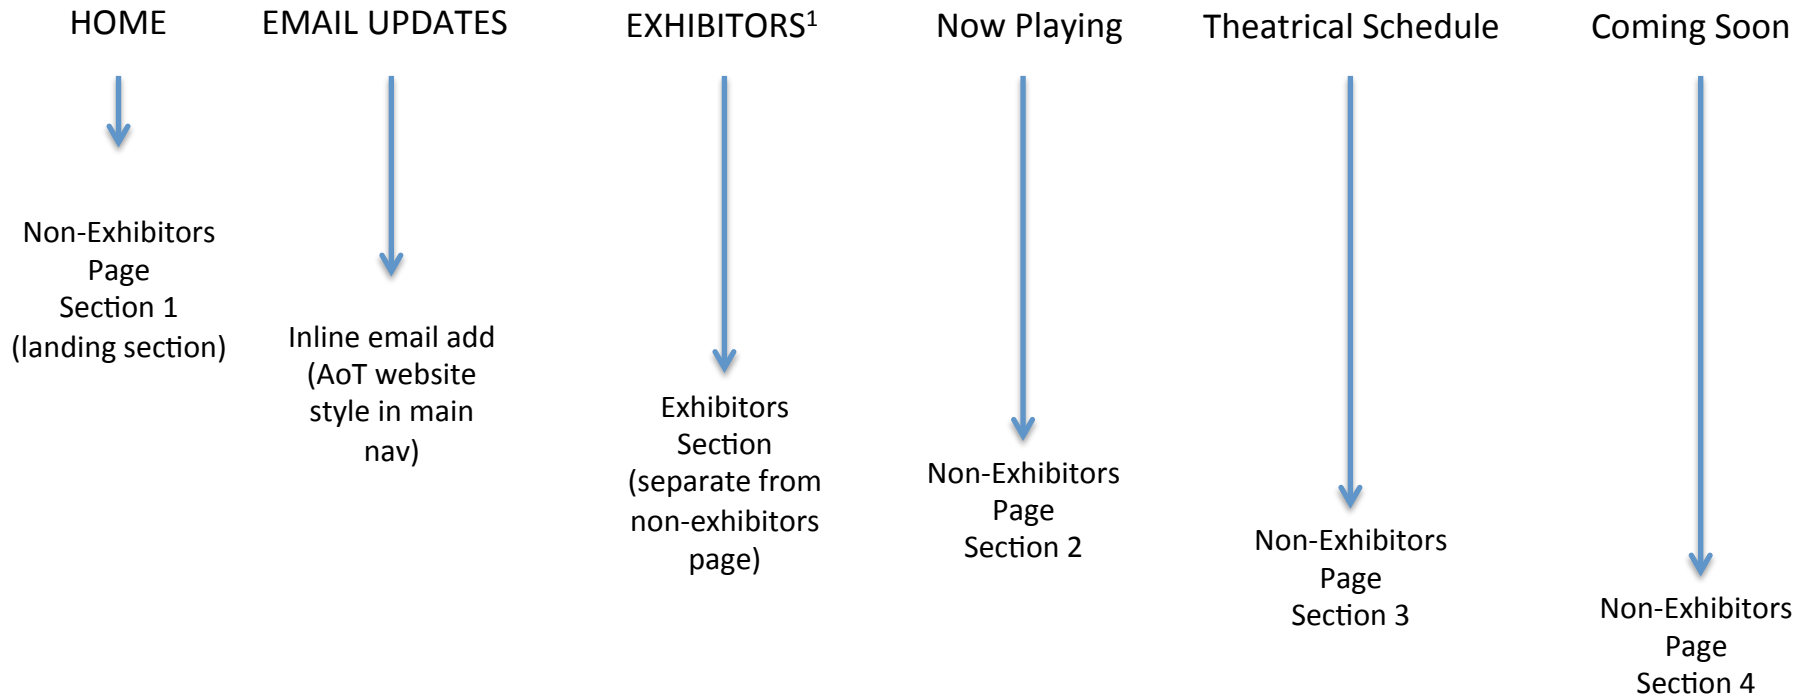 HOME
EMAIL UPDATES
EXHIBITORS¹
Now Playing
Theatrical Schedule
Coming Soon
Non-Exhibitors
Page
Section 1
(landing section)
Inline email add
(AoT website
style in main
nav)
Exhibitors
Section
(separate from
non-exhibitors
page)
Non-Exhibitors
Page
Section 2
Non-Exhibitors
Page
Section 3
Non-Exhibitors
Page
Section 4